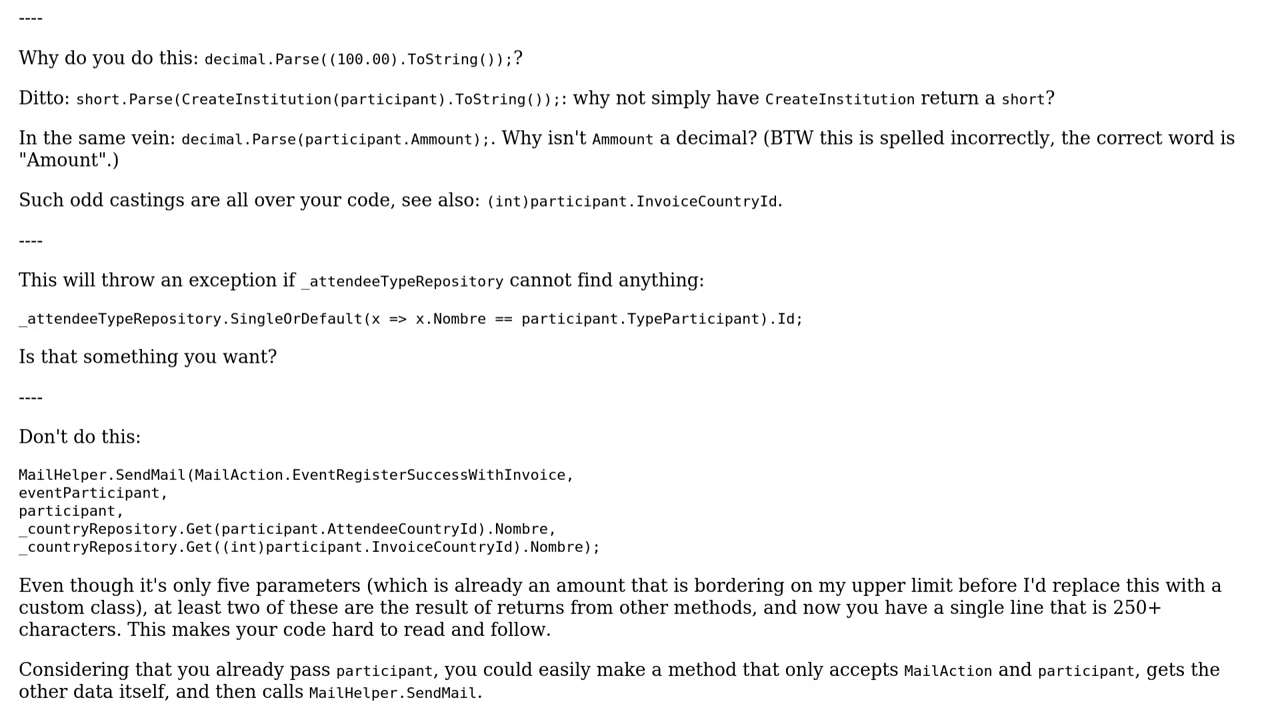 ----
Why do you do this: decimal.Parse((100.00).ToString());?
Ditto: short.Parse(CreateInstitution(participant).ToString());: why not simply have CreateInstitution return a short?
In the same vein: decimal.Parse(participant.Ammount);. Why isn't Ammount a decimal? (BTW this is spelled incorrectly, the correct word is
"Amount".)
Such odd castings are all over your code, see also: (int)participant.InvoiceCountryId.
----
This will throw an exception if _attendeeTypeRepository cannot find anything:
_attendeeTypeRepository.SingleOrDefault(x => x.Nombre == participant.TypeParticipant).Id;
Is that something you want?
----
Don't do this:
MailHelper.SendMail(MailAction.EventRegisterSuccessWithInvoice,
eventParticipant,
participant,
_countryRepository.Get(participant.AttendeeCountryId).Nombre,
_countryRepository.Get((int)participant.InvoiceCountryId).Nombre);
Even though it's only five parameters (which is already an amount that is bordering on my upper limit before I'd replace this with a
custom class), at least two of these are the result of returns from other methods, and now you have a single line that is 250+
characters. This makes your code hard to read and follow.
Considering that you already pass participant, you could easily make a method that only accepts MailAction and participant, gets the
other data itself, and then calls MailHelper.SendMail.